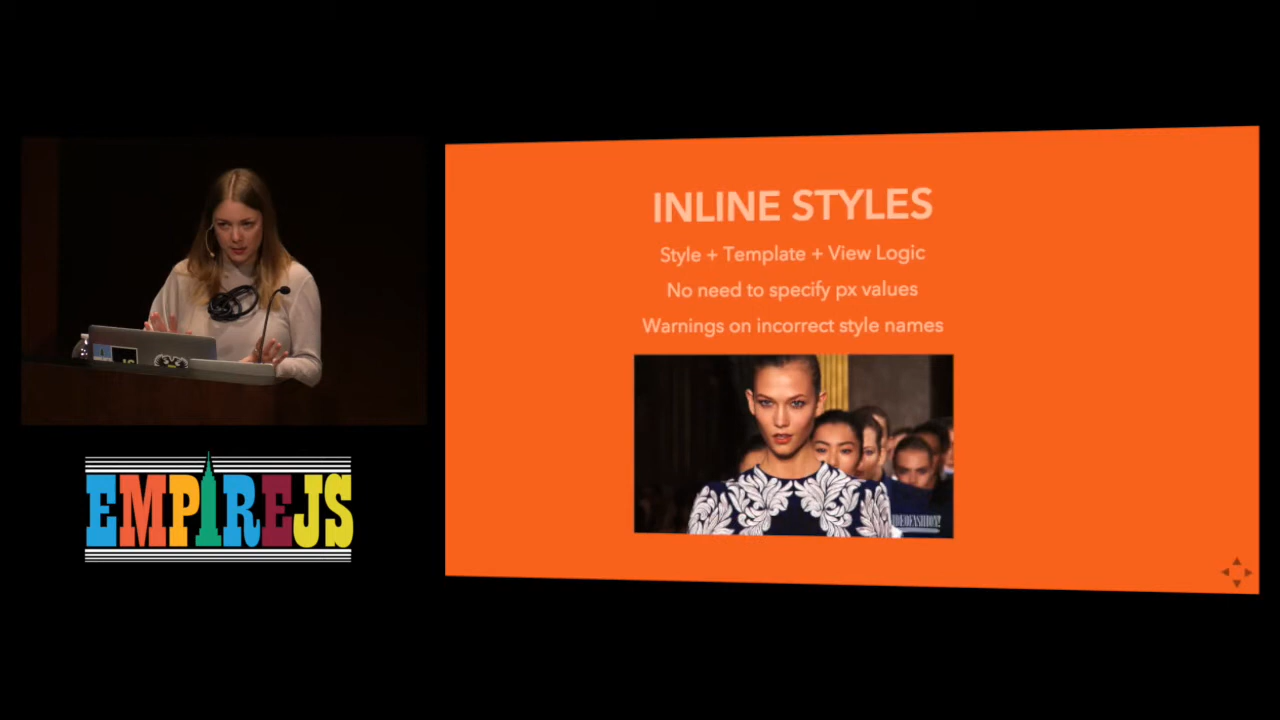 INLINE STYLES
Style + Template + View Logic
No need to specify px values
Warnings on incorrect style names
EMPIREJS